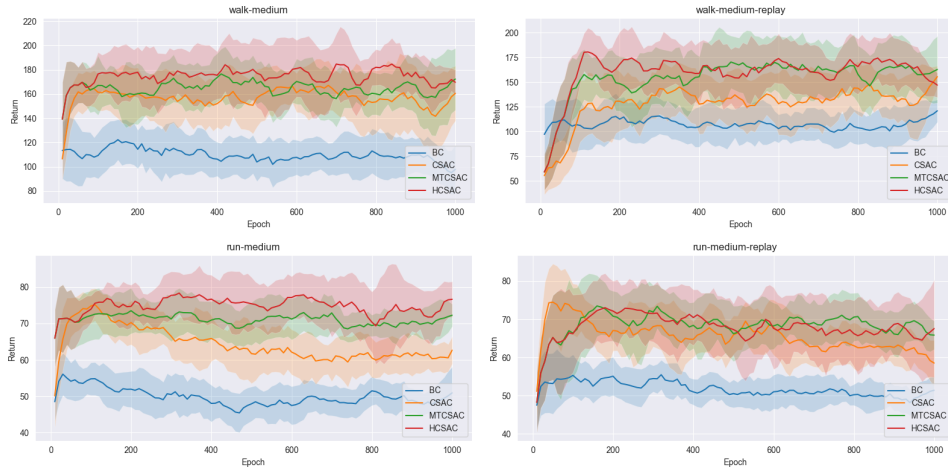 walk-medium
Return
220
200
180
160
140
120
100
80
0
200
400
600
800
1000
Epoch
BC
CSAC
MTCSAC
HCSAC
walk-medium-replay
Return
200
175
150
125
100
75
50
0
200
400
600
800
1000
Epoch
BC
CSAC
MTCSAC
HCSAC
run-medium
Return
80
70
60
50
40
0
200
400
600
800
1000
Epoch
BC
CSAC
MTCSAC
HCSAC
run-medium-replay
Return
80
70
60
50
40
0
200
400
600
800
1000
Epoch
BC
CSAC
MTCSAC
HCSAC